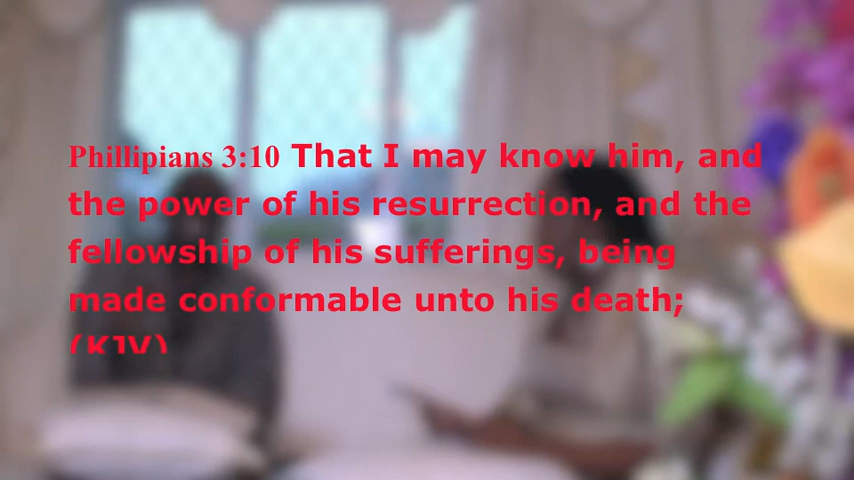 Phillipians 3:10 That I may know him, and
the power of his resurrection, and the
fellowship of his sufferings, being
made conformable unto his death;
(KJV)